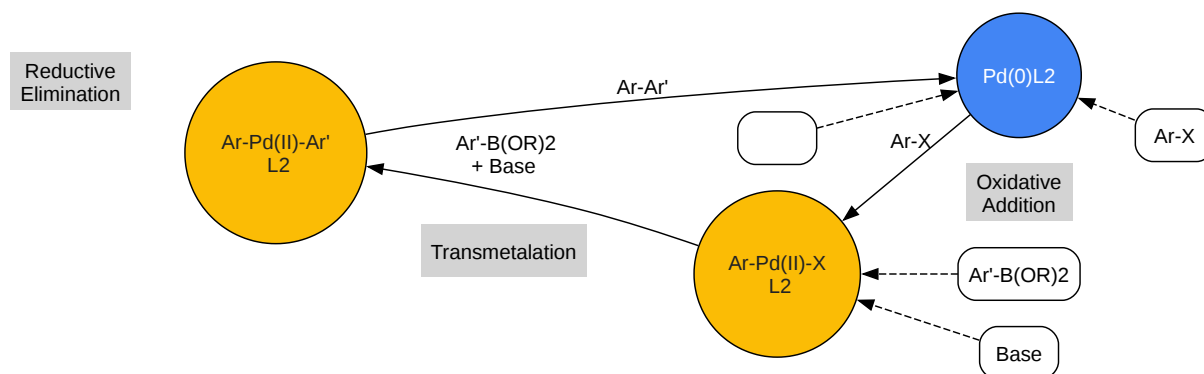 Reductive
Elimination
Ar-Pd(II)-Ar'
L2
Ar-Ar'
Ar'-B(OR)2
+ Base
Transmetalation
Pd(0)L2
Ar-X
Ar-X
Oxidative
Addition
Ar-Pd(II)-X
L2
Ar'-B(OR)2
Base